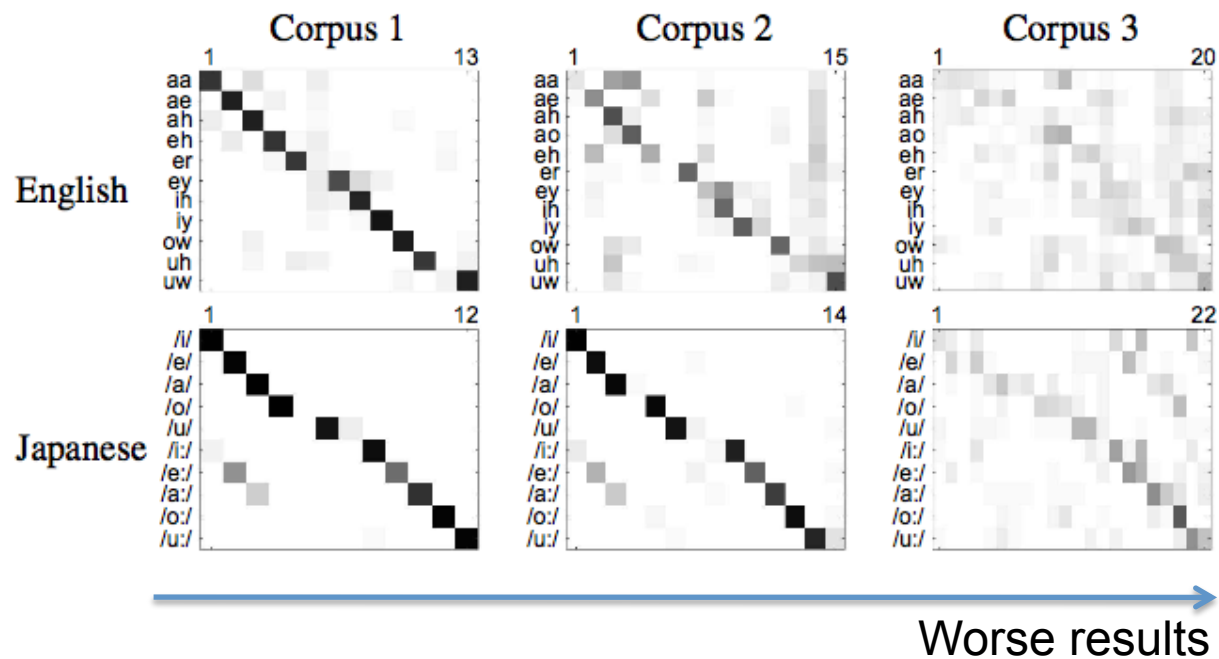 Corpus 1 Corpus 2 Corpus 3
1 13 1 15 1 20
English
aa
ae
ah
eh
er
ey
ih
iy
ow
uh
uw
aa
ae
ah
ao
eh
er
ey
ih
iy
ow
uh
uw
aa
ae
ah
ao
eh
er
ey
ih
iy
ow
uh
uw
1 12 1 14 1 22
Japanese
/i/
/e/
/a/
/o/
/u/
/i:/
/e:/
/a:/
/o:/
/u:/
/i/
/e/
/a/
/o/
/u/
/i:/
/e:/
/a:/
/o:/
/u:/
/i/
/e/
/a/
/o/
/u/
/i:/
/e:/
/a:/
/o:/
/u:/
Worse results